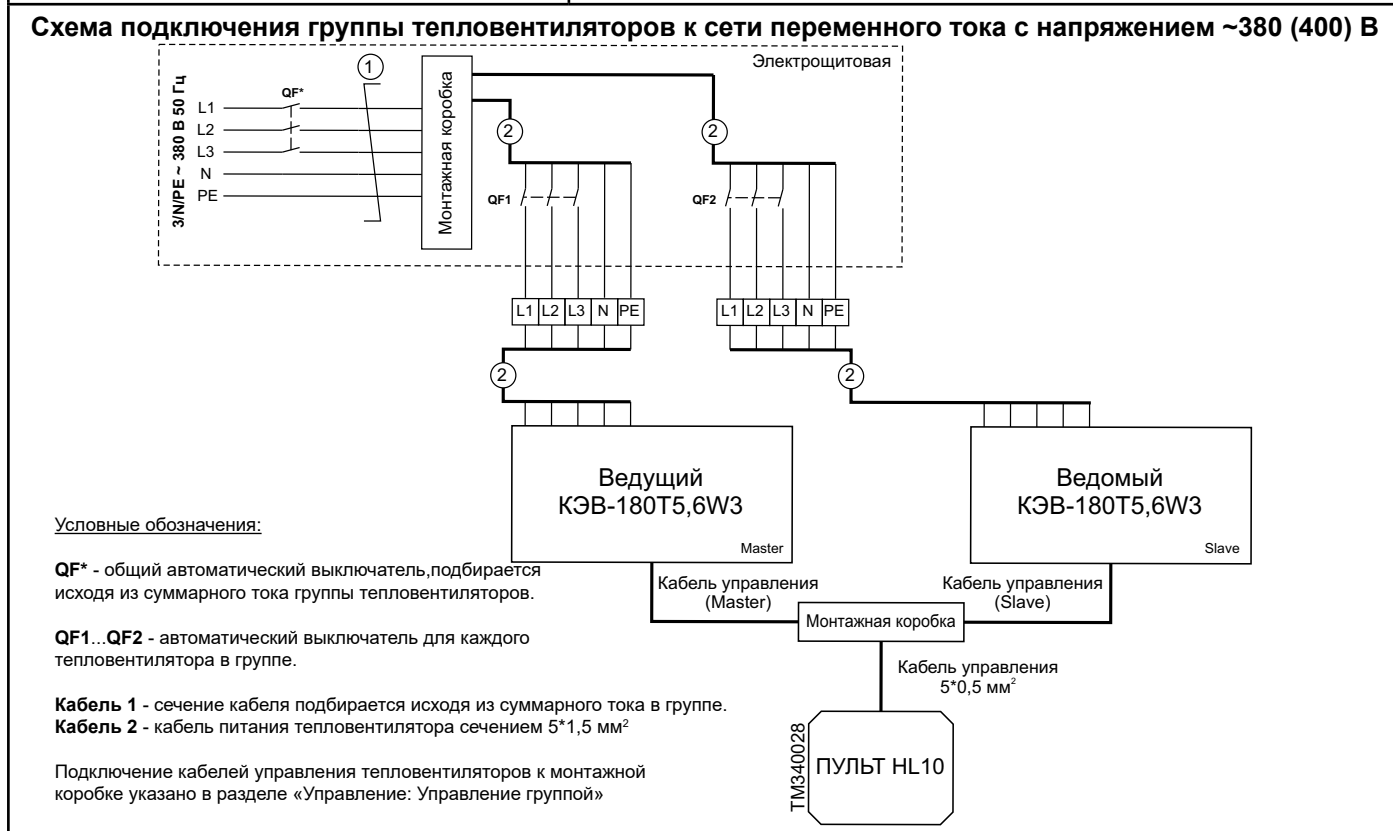 Схема подключения группы тепловентиляторов к сети переменного тока с напряжением ~380 (400) В
Электрощитовая
3/N/PE ~ 380 В 50 Гц
L1
L2
L3
N
PE
QF*
1
Монтажная коробка
2
2
QF1
QF2
L1 L2 L3 N PE
L1 L2 L3 N PE
2
2
Ведущий
КЭВ-180Т5,6W3
Master
Ведомый
КЭВ-180Т5,6W3
Slave
Кабель управления
(Master)
Кабель управления
(Slave)
Монтажная коробка
Кабель управления
5*0,5 мм²
TM340028
ПУЛЬТ HL10
Условные обозначения:
QF* - общий автоматический выключатель,подбирается
исходя из суммарного тока группы тепловентиляторов.
QF1...QF2 - автоматический выключатель для каждого
тепловентилятора в группе.
Кабель 1 - сечение кабеля подбирается исходя из суммарного тока в группе.
Кабель 2 - кабель питания тепловентилятора сечением 5*1,5 мм²
Подключение кабелей управления тепловентиляторов к монтажной
коробке указано в разделе «Управление: Управление группой»